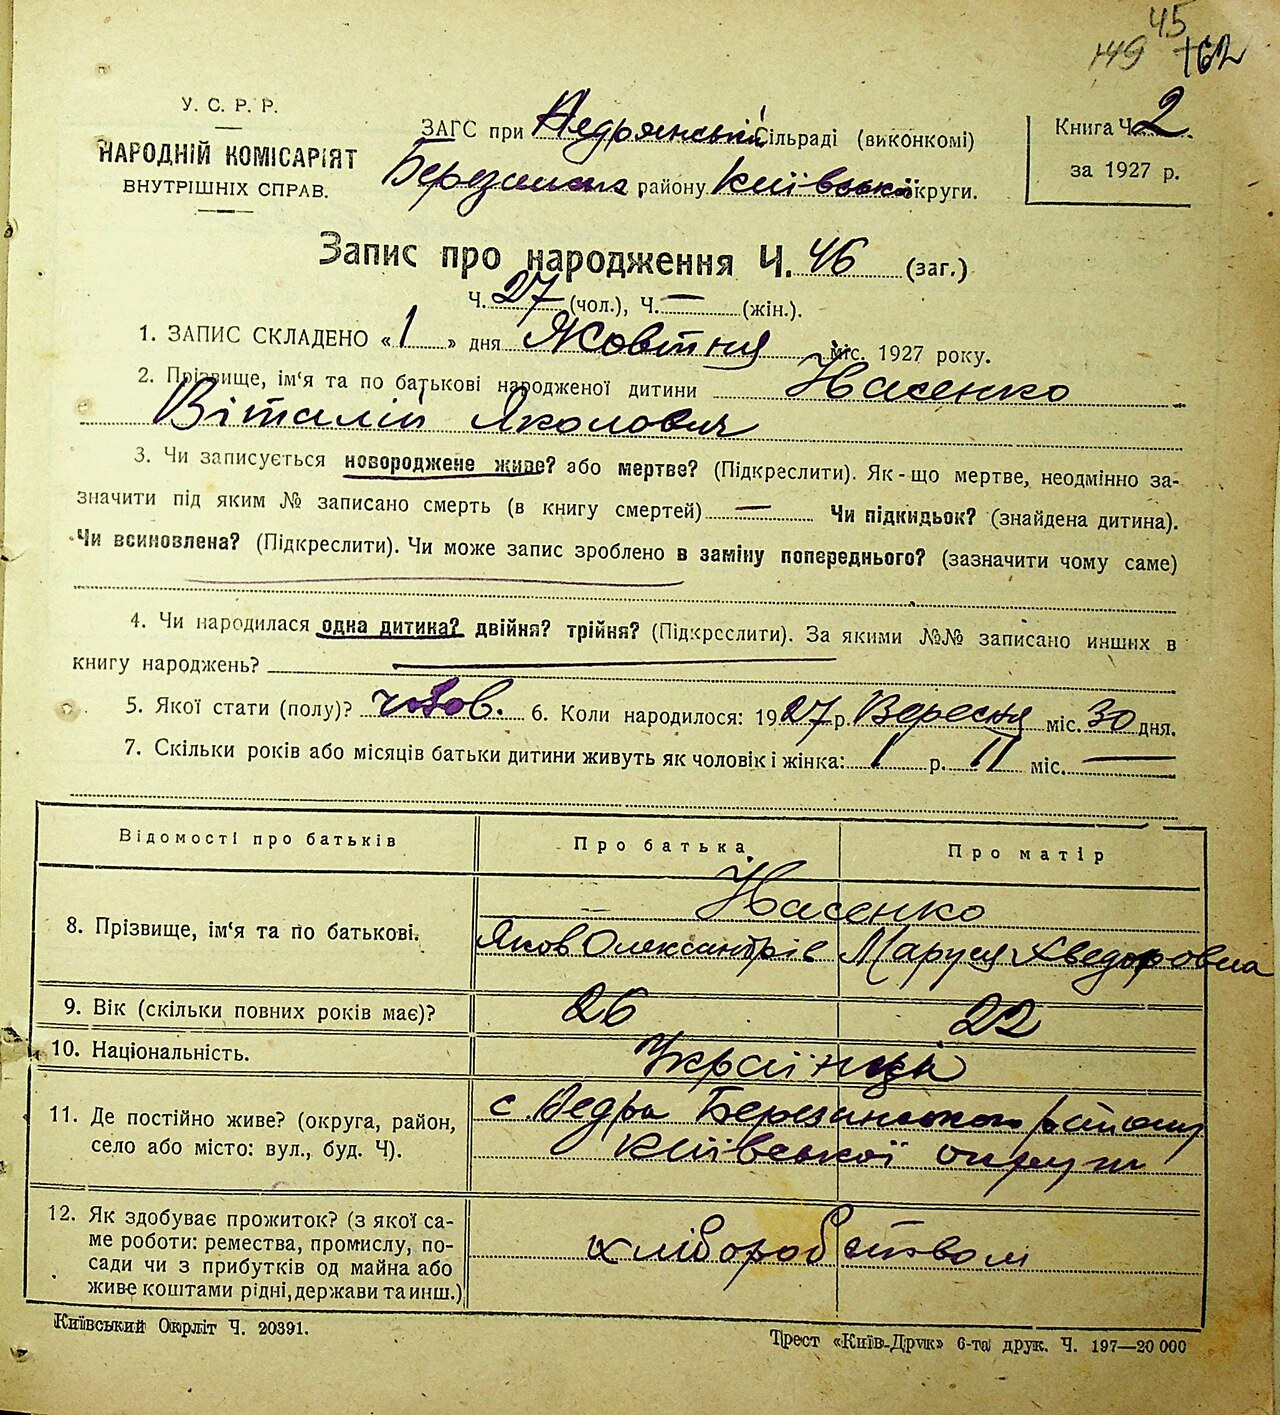 45
149 162
У. С. Р. Р.
НАРОДНІЙ КОМІСАРІЯТ
ВНУТРІШНІХ СПРАВ.
ЗАГС при Недрянській сільраді (виконкомі)
Березансько району Київської округи.
Книга Ч. 2.
за 1927 р.
Запис про народження Ч. 46 (заг.)
Ч. 27 (чол.), Ч. — (жін.).
1. ЗАПИС СКЛАДЕНО «1» дня Жовтня міс. 1927 року.
2. Прізвище, ім'я та по батькові народженої дитини Носенко
Віталій Яковович
3. Чи записується новороджене живе? або мертве? (Підкреслити). Як-що мертве, неодмінно за-
значити під яким № записано смерть (в книгу смертей) — Чи підкидьок? (знайдена дитина).
Чи всиновлена? (Підкреслити). Чи може запис зроблено в заміну попереднього? (зазначити чому саме)
4. Чи народилася одна дитина? двійня? трійня? (Підкреслити). За якими №№ записано инших в
книгу народжень?
5. Якої стати (полу)? чолов. 6. Коли народилося: 1927 р. Вересня міс. 30 дня.
7. Скільки років або місяців батьки дитини живуть як чоловік і жінка: 1 р. 11 міс. —
Відомості про батьків Про батька Про матір
Носенко
8. Прізвище, ім'я та по батькові. Яков Олександрів Маруся Хведоровна
9. Вік (скільки повних років має)? 26 22
10. Національність. Українці
11. Де постійно живе? (округа, район,
село або місто: вул., буд. Ч).
с. Недра Березанського району
Київської округи
12. Як здобуває прожиток? (з якої са-
ме роботи: ремества, промислу, по-
сади чи з прибутків од майна або
живе коштами рідні, держави та инш.)
хліборобством
Київський Окрліт Ч. 20391.
Трест «Київ-Друк» 6-та друк. Ч. 197—20 000